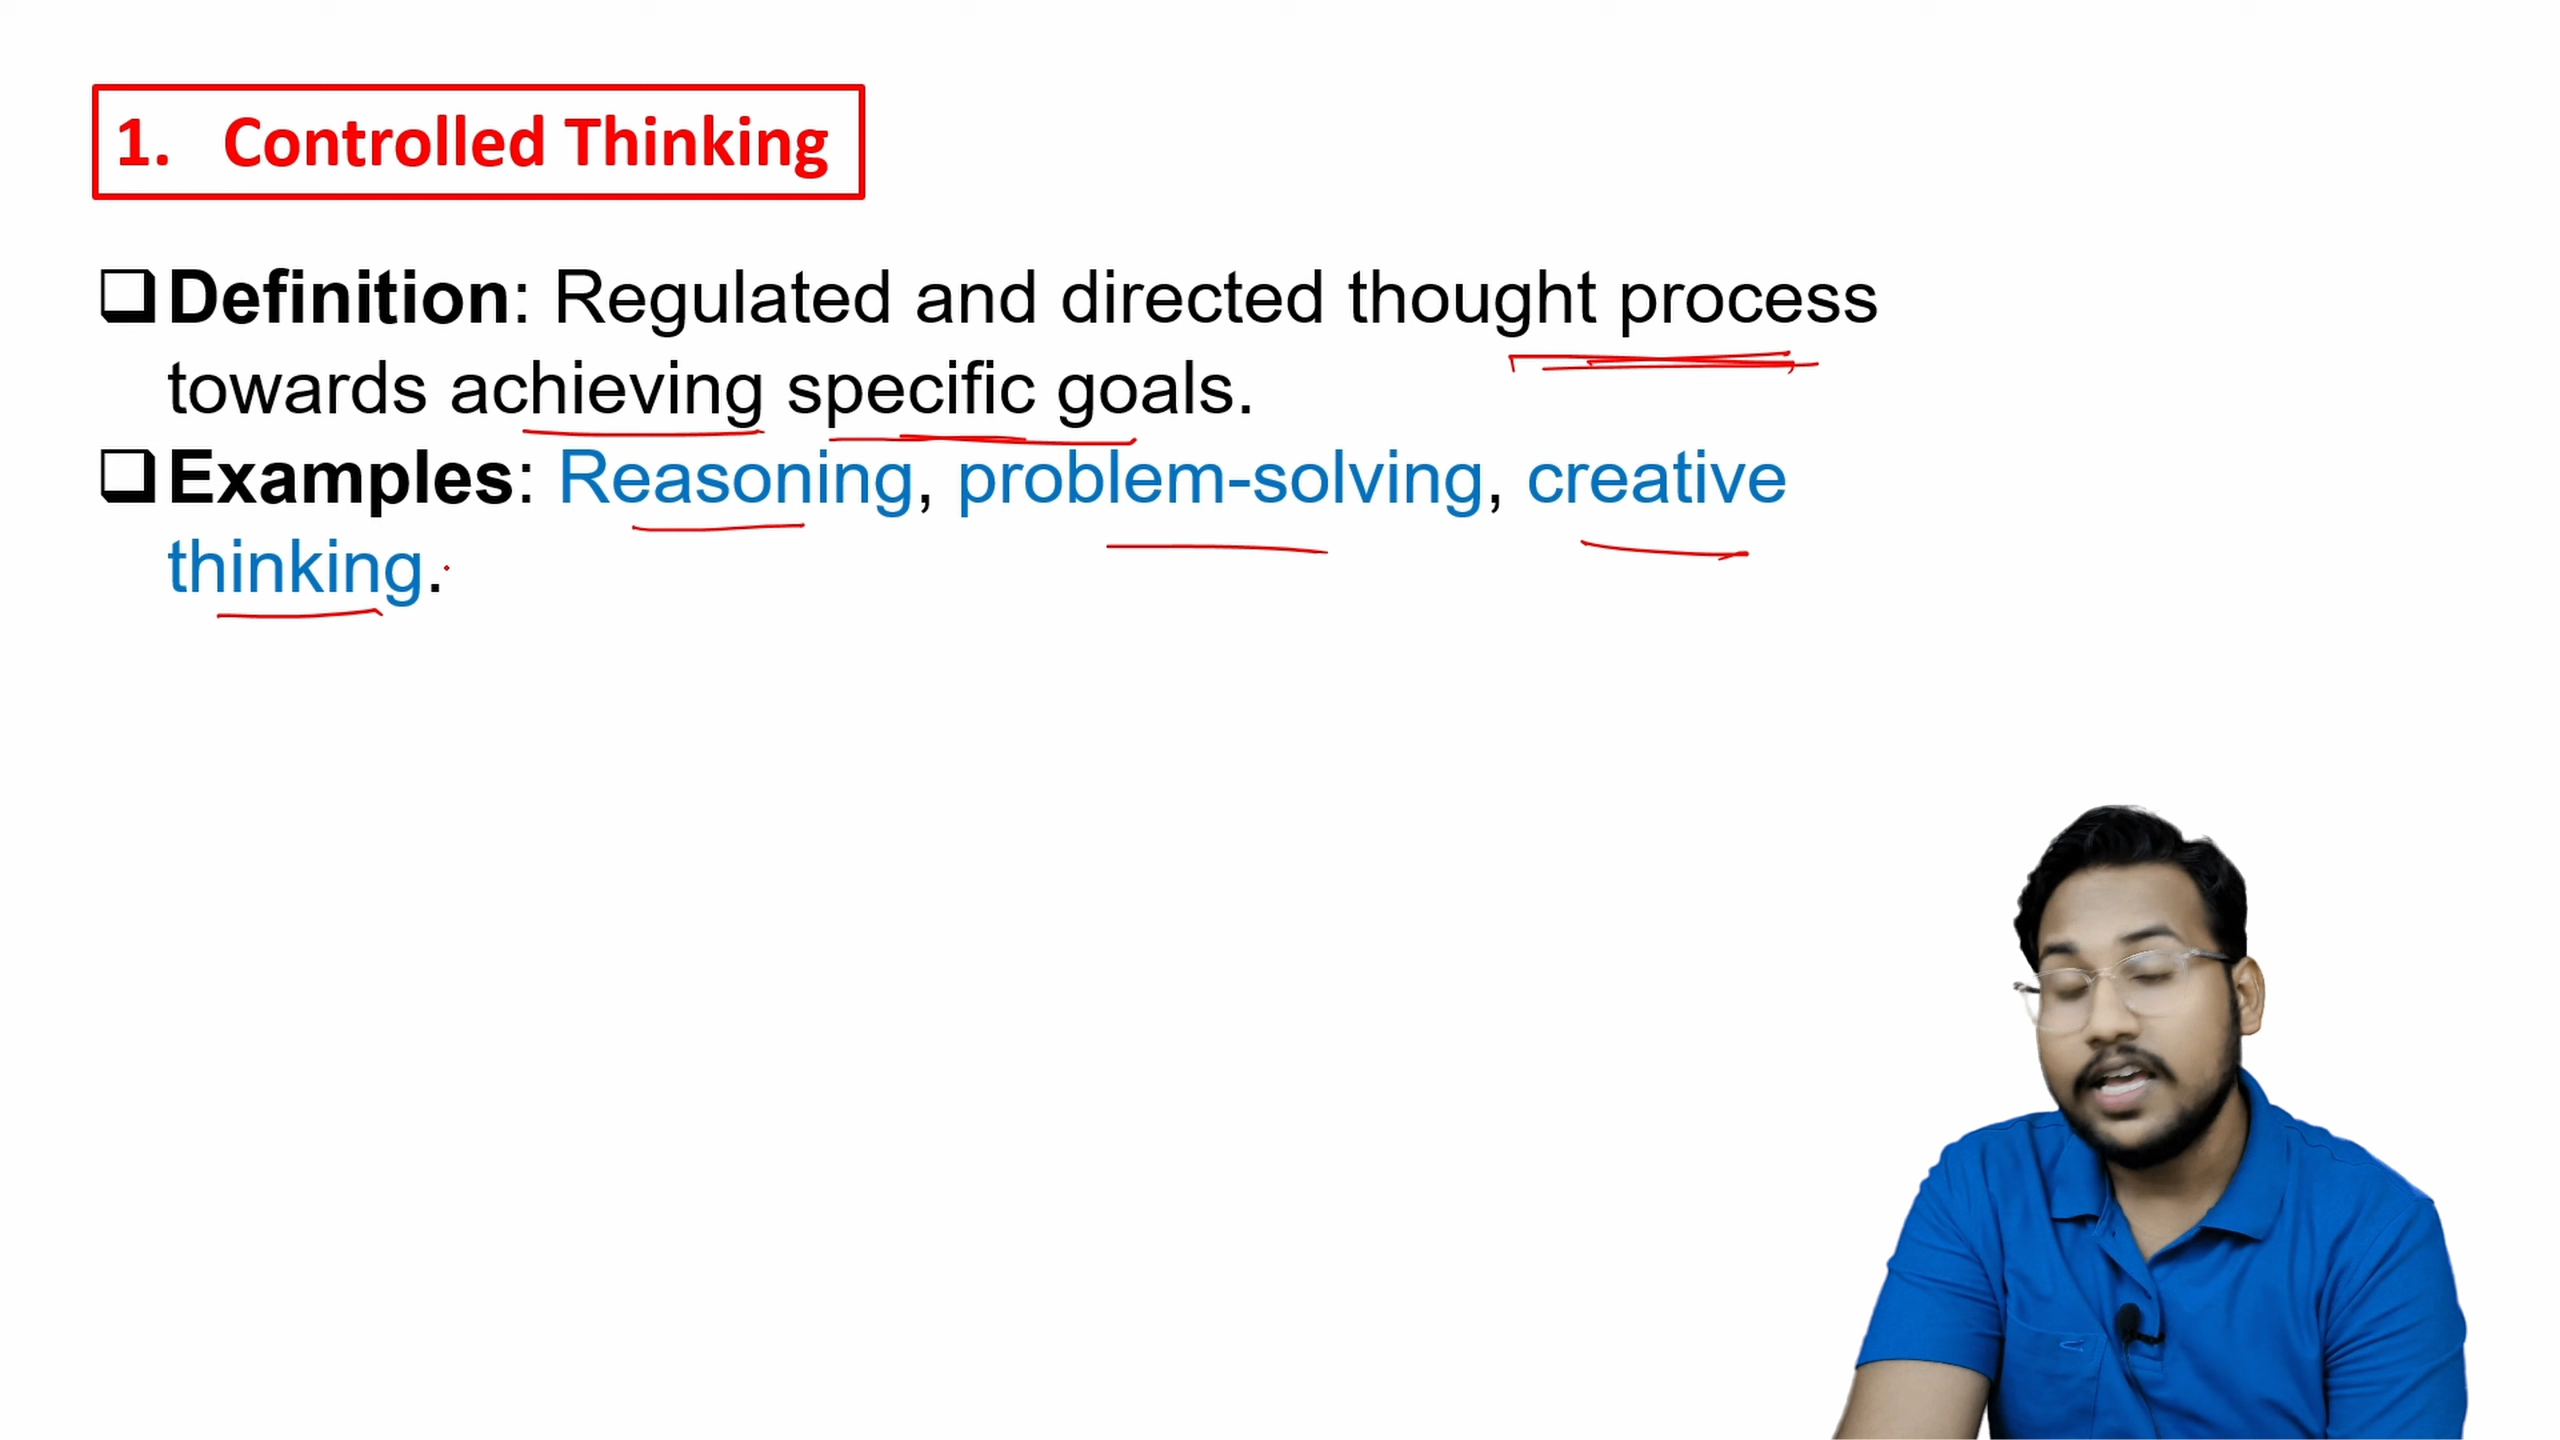 1. Controlled Thinking
Definition: Regulated and directed thought process
towards achieving specific goals.
Examples: Reasoning, problem-solving, creative
thinking.